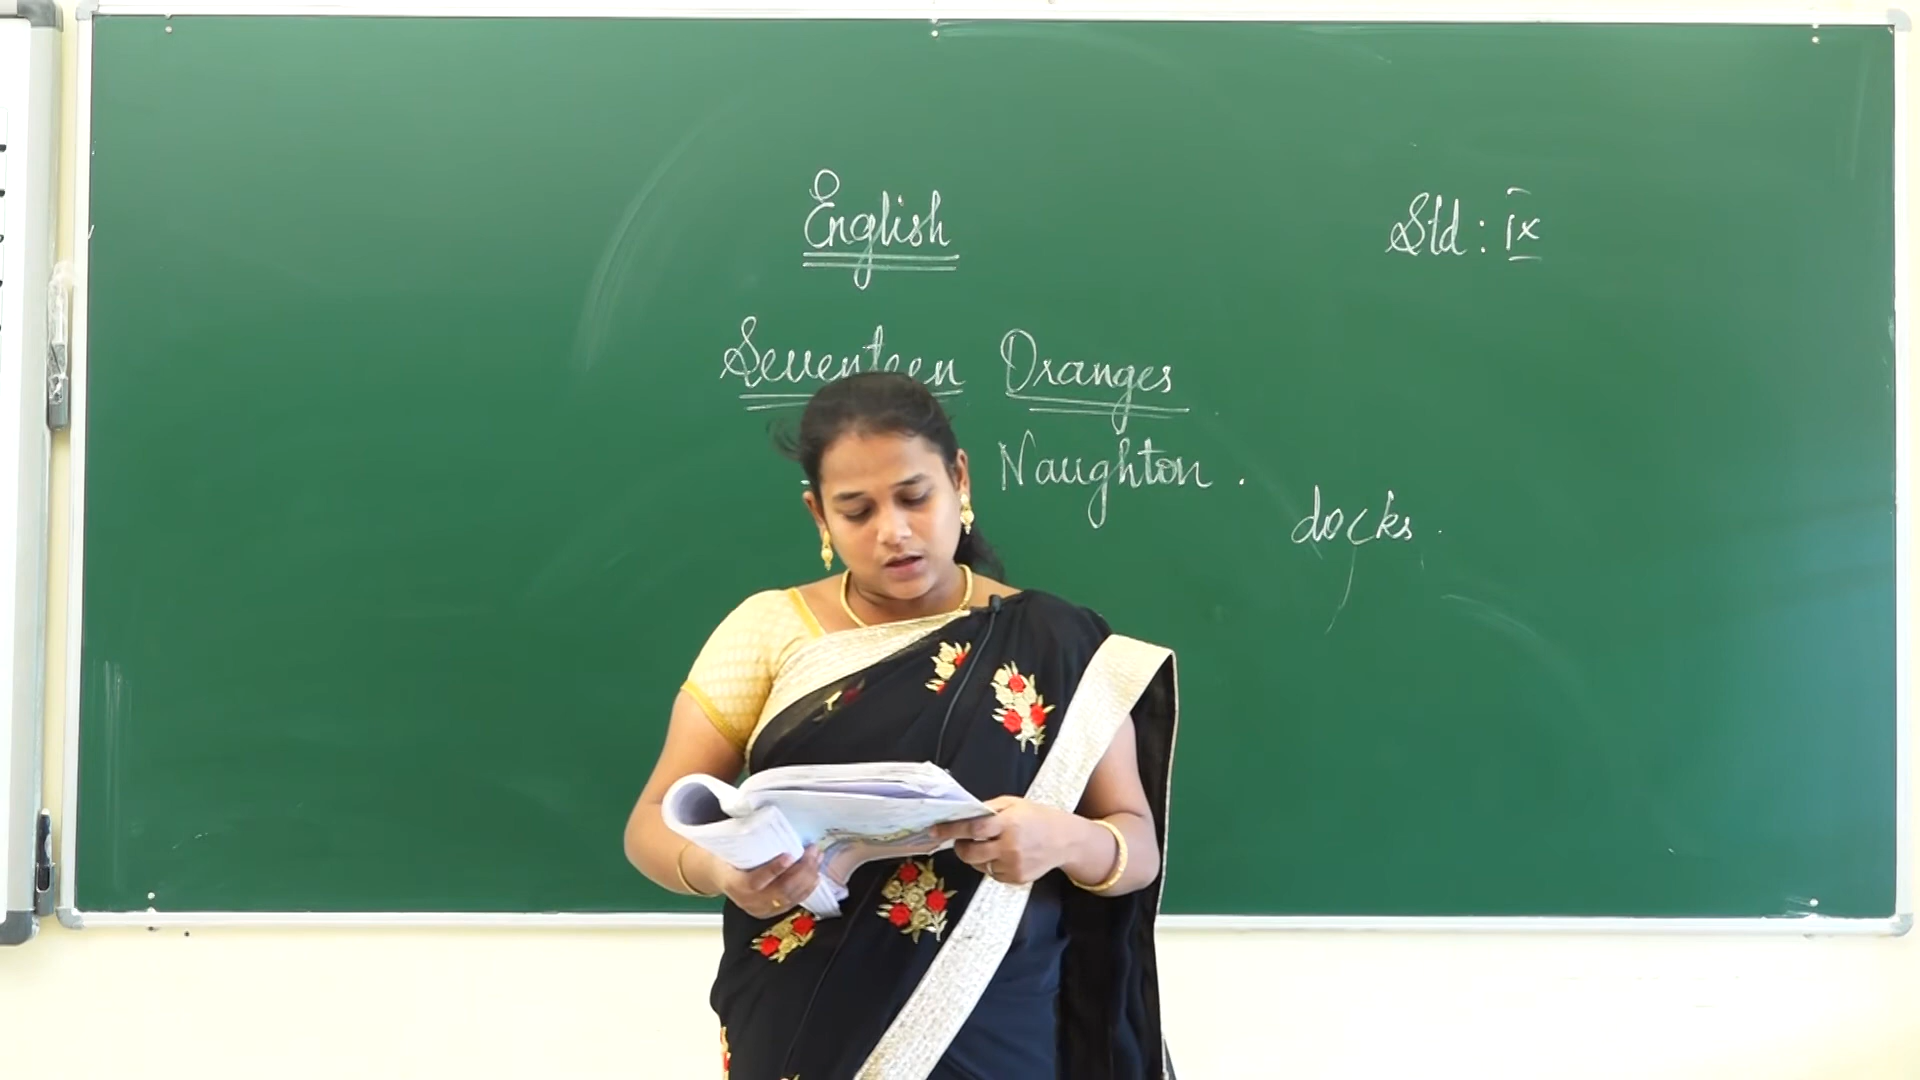 English
Std : IX
Seventeen Oranges
- Naughton .
docks .